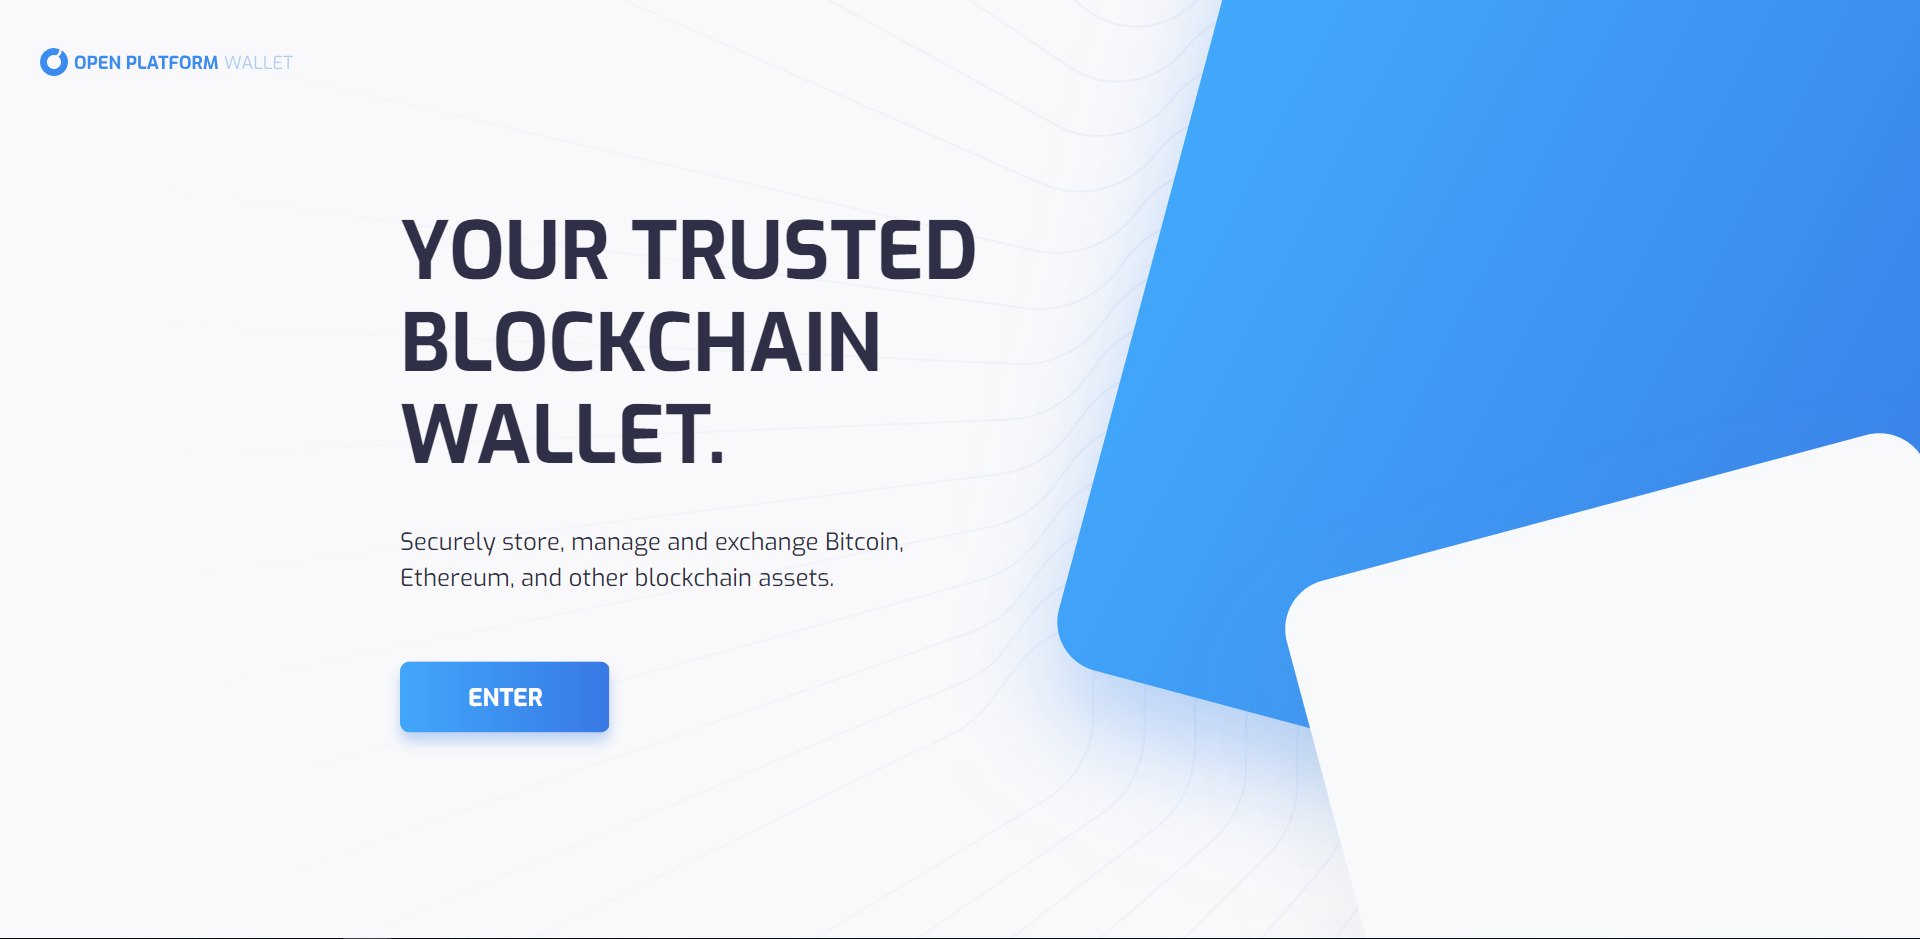 OPEN PLATFORM WALLET
YOUR TRUSTED
BLOCKCHAIN
WALLET.
Securely store, manage and exchange Bitcoin,
Ethereum, and other blockchain assets.
ENTER